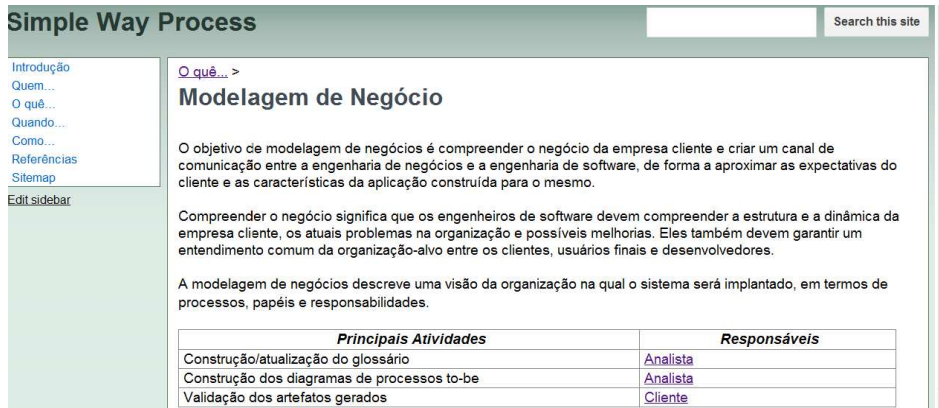 Simple Way Process
Search this site
Introdução
Quem...
O quê...
Quando...
Como...
Referências
Sitemap
Edit sidebar
O quê... >
Modelagem de Negócio
O objetivo de modelagem de negócios é compreender o negócio da empresa cliente e criar um canal de
comunicação entre a engenharia de negócios e a engenharia de software, de forma a aproximar as expectativas do
cliente e as características da aplicação construída para o mesmo.
Compreender o negócio significa que os engenheiros de software devem compreender a estrutura e a dinâmica da
empresa cliente, os atuais problemas na organização e possíveis melhorias. Eles também devem garantir um
entendimento comum da organização-alvo entre os clientes, usuários finais e desenvolvedores.
A modelagem de negócios descreve uma visão da organização na qual o sistema será implantado, em termos de
processos, papéis e responsabilidades.
Principais Atividades Responsáveis
Construção/atualização do glossário Analista
Construção dos diagramas de processos to-be Analista
Validação dos artefatos gerados Cliente